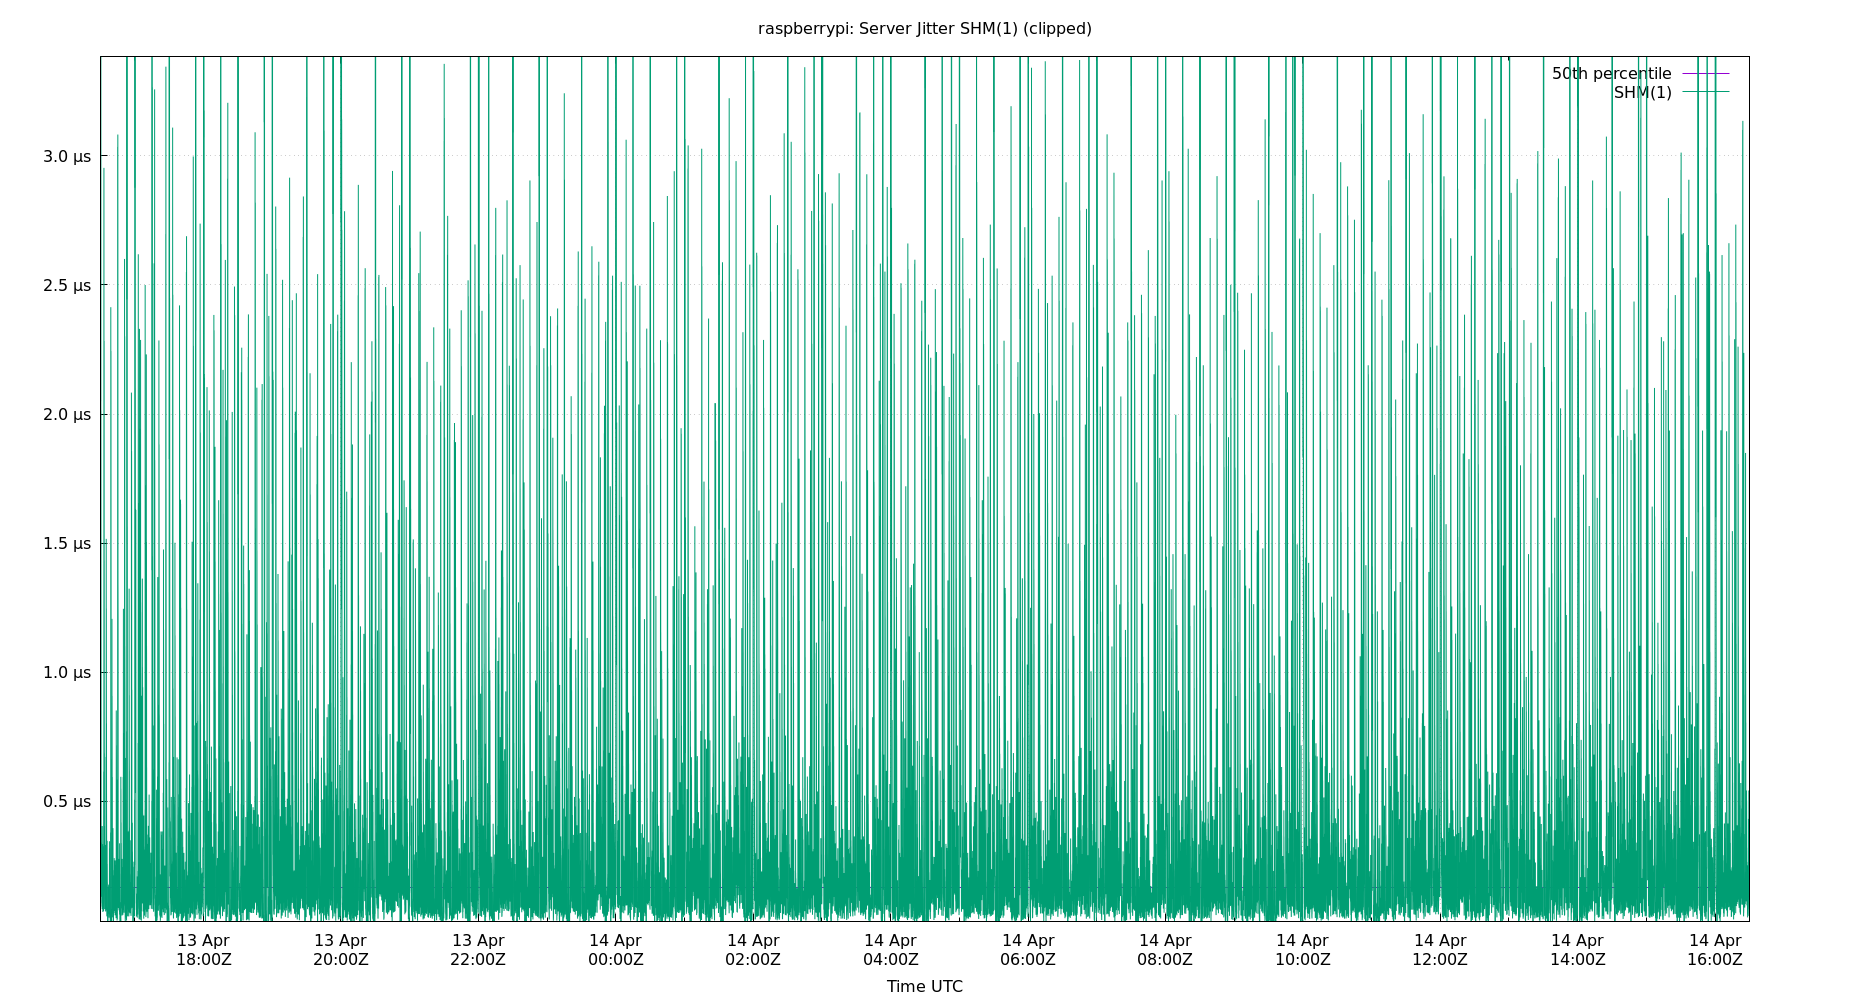 raspberrypi: Server Jitter SHM(1) (clipped)
50th percentile
SHM(1)
3.0 µs
2.5 µs
2.0 µs
1.5 µs
1.0 µs
0.5 µs
13 Apr 13 Apr 13 Apr 14 Apr 14 Apr 14 Apr 14 Apr 14 Apr 14 Apr 14 Apr 14 Apr 14 Apr
18:00Z 20:00Z 22:00Z 00:00Z 02:00Z 04:00Z 06:00Z 08:00Z 10:00Z 12:00Z 14:00Z 16:00Z
Time UTC